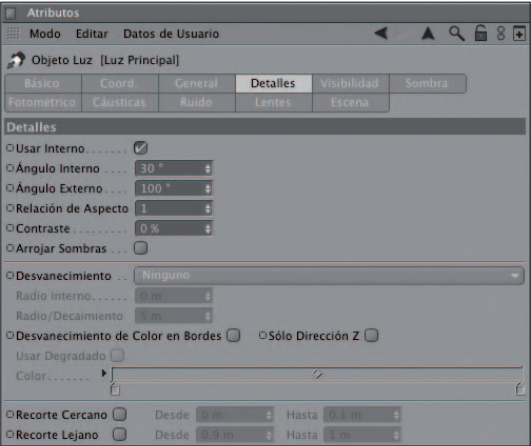 Atributos
Modo Editar Datos de Usuario
Objeto Luz [Luz Principal]
Básico Coord. General Detalles Visibilidad Sombra
Fotométrico Cáusticas Ruido Lentes Escena
Detalles
Usar Interno.......
Ángulo Interno .... 30 °
Ángulo Externo .... 100 °
Relación de Aspecto 1
Contraste......... 0 %
Arrojar Sombras ...
Desvanecimiento .. Ninguno
Radio Interno...... 0 m
Radio/Decaimiento 5 m
Desvanecimiento de Color en Bordes Sólo Dirección Z
Usar Degradado
Color.......
Recorte Cercano Desde 0 m Hasta 0.1 m
Recorte Lejano Desde 0.9 m Hasta 1 m